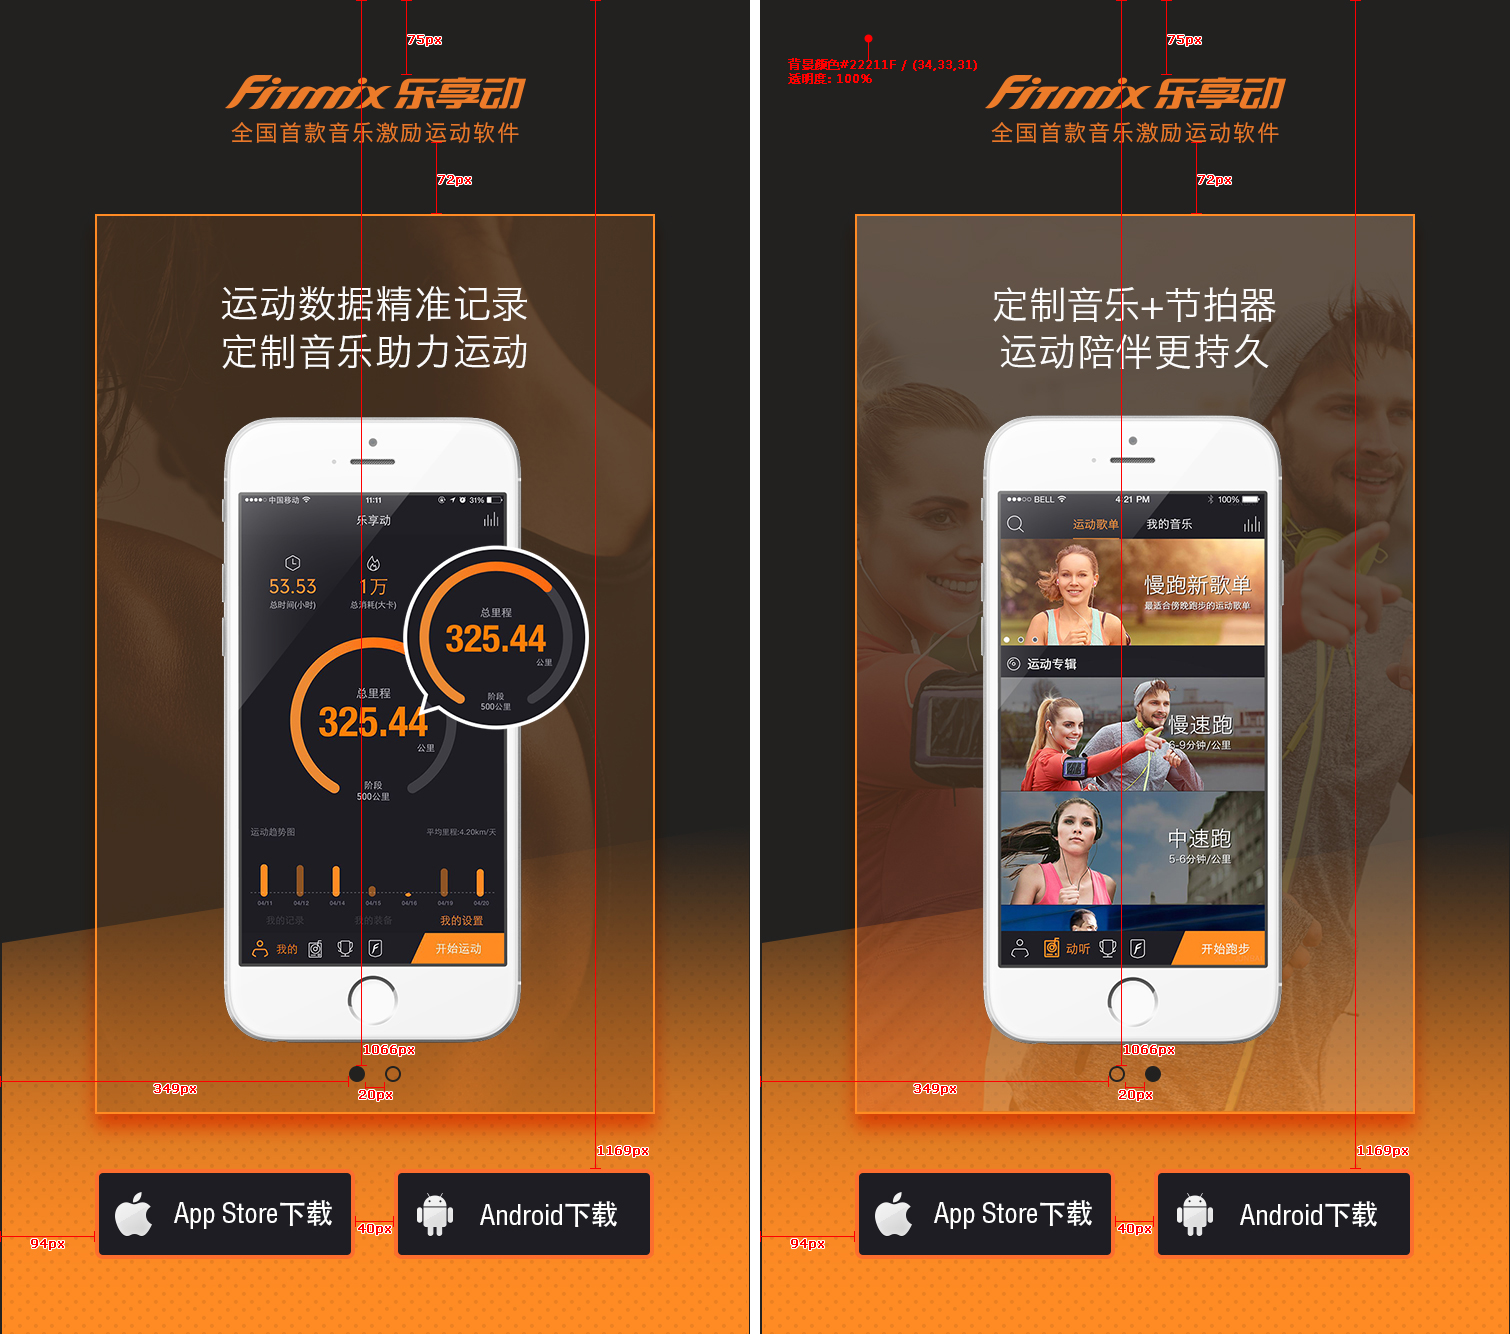 75px
Fitmix 乐享动
全国首款音乐激励运动软件
72px
运动数据精准记录
定制音乐助力运动
中国移动
11:11
31%
乐享动
53.53
总时间(小时)
1万
总消耗(大卡)
总里程
325.44
公里
阶段
500公里
总里程
325.44
公里
阶段
500公里
运动趋势图
平均里程:4.20km/天
04/11
04/12
04/14
04/15
04/16
04/19
04/20
我的记录
我的装备
我的设置
我的
开始运动
1066px
349px
20px
1169px
App Store下载
Android下载
40px
94px
75px
背景颜色#22211F / (34,33,31)
透明度: 100%
Fitmix 乐享动
全国首款音乐激励运动软件
72px
定制音乐+节拍器
运动陪伴更持久
BELL
4:21 PM
100%
运动歌单
我的音乐
慢跑新歌单
最适合傍晚跑步的运动歌单
运动专辑
慢速跑
6-9分钟/公里
中速跑
5-6分钟/公里
动听
开始跑步
1066px
349px
20px
1169px
App Store下载
Android下载
40px
94px